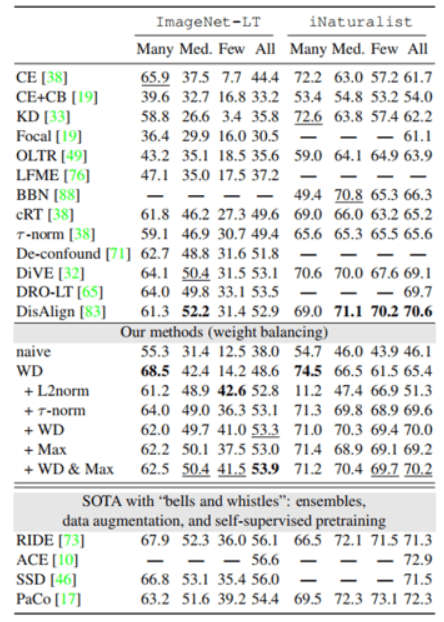 ImageNet-LT iNaturalist
Many Med. Few All Many Med. Few All
CE [38] 65.9 37.5 7.7 44.4 72.2 63.0 57.2 61.7
CE+CB [19] 39.6 32.7 16.8 33.2 53.4 54.8 53.2 54.0
KD [33] 58.8 26.6 3.4 35.8 72.6 63.8 57.4 62.2
Focal [19] 36.4 29.9 16.0 30.5 — — — 61.1
OLTR [49] 43.2 35.1 18.5 35.6 59.0 64.1 64.9 63.9
LFME [76] 47.1 35.0 17.5 37.2 — — — —
BBN [88] — — — — 49.4 70.8 65.3 66.3
cRT [38] 61.8 46.2 27.3 49.6 69.0 66.0 63.2 65.2
τ-norm [38] 59.1 46.9 30.7 49.4 65.6 65.3 65.5 65.6
De-confound [71] 62.7 48.8 31.6 51.8 — — — —
DiVE [32] 64.1 50.4 31.5 53.1 70.6 70.0 67.6 69.1
DRO-LT [65] 64.0 49.8 33.1 53.5 — — — 69.7
DisAlign [83] 61.3 52.2 31.4 52.9 69.0 71.1 70.2 70.6
Our methods (weight balancing)
naive 55.3 31.4 12.5 38.0 54.7 46.0 43.9 46.1
WD 68.5 42.4 14.2 48.6 74.5 66.5 61.5 65.4
+ L2norm 61.2 48.9 42.6 52.8 11.2 47.4 66.9 51.3
+ τ-norm 64.0 49.0 36.3 53.1 71.3 69.8 68.9 69.6
+ WD 62.0 49.7 41.0 53.3 71.0 70.3 69.4 70.0
+ Max 62.2 50.1 37.5 53.0 71.4 68.9 69.1 69.2
+ WD & Max 62.5 50.4 41.5 53.9 71.2 70.4 69.7 70.2
SOTA with “bells and whistles”: ensembles,
data augmentation, and self-supervised pretraining
RIDE [73] 67.9 52.3 36.0 56.1 66.5 72.1 71.5 71.3
ACE [10] — — — 56.6 — — — 72.9
SSD [46] 66.8 53.1 35.4 56.0 — — — 71.5
PaCo [17] 63.2 51.6 39.2 54.4 69.5 72.3 73.1 72.3